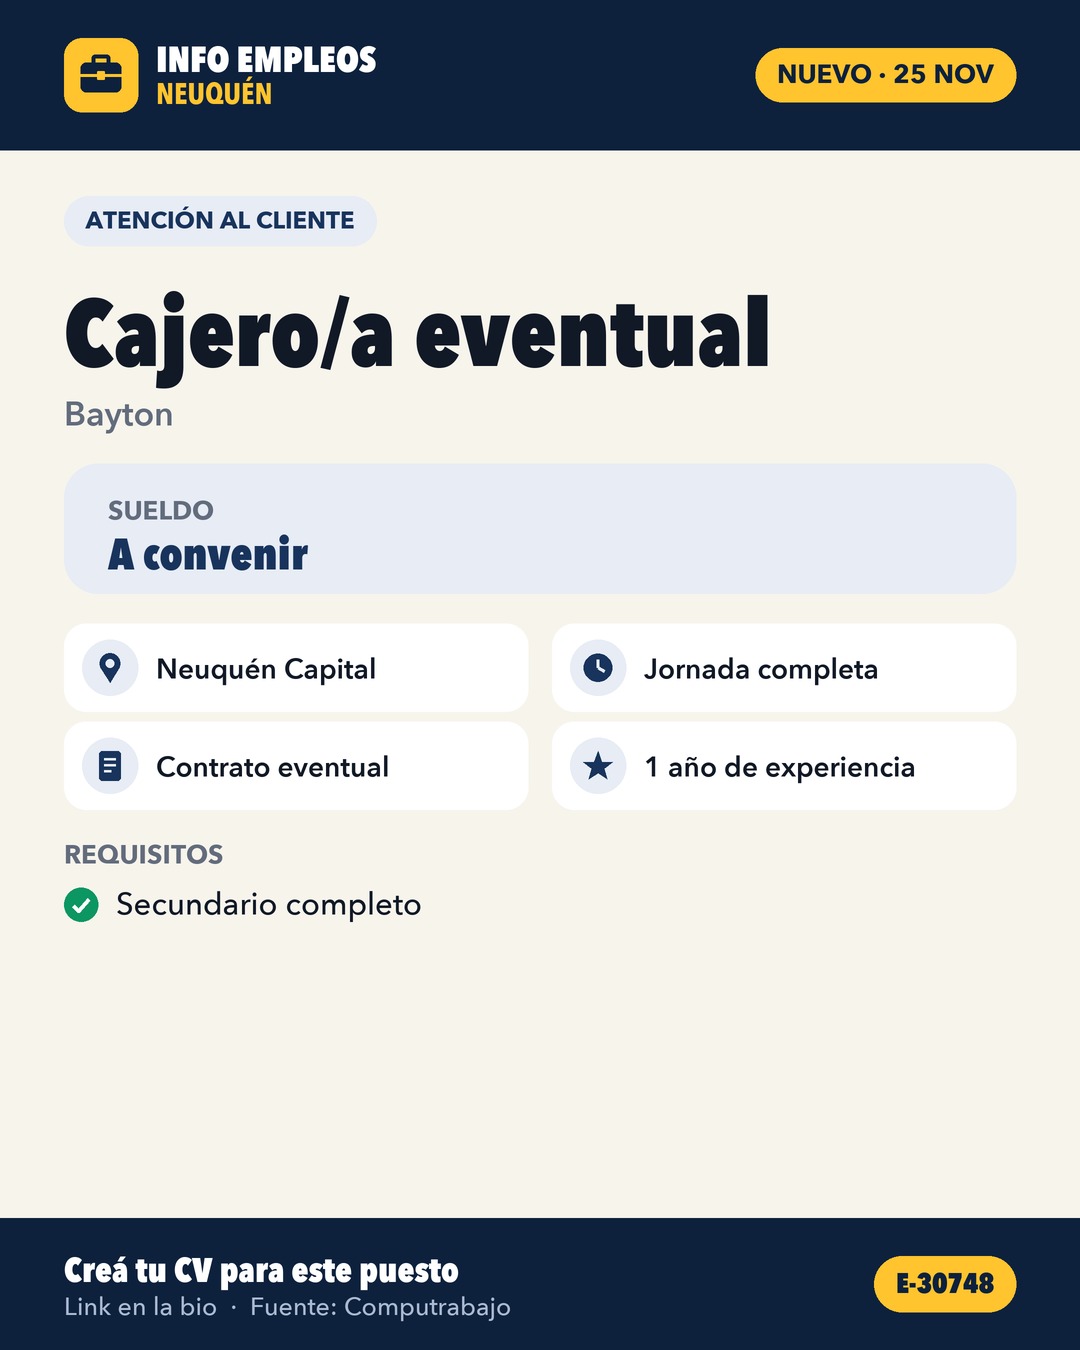 INFO EMPLEOS
NEUQUÉN
NUEVO · 25 NOV
ATENCIÓN AL CLIENTE
Cajero/a eventual
Bayton
SUELDO
A convenir
Neuquén Capital
Jornada completa
Contrato eventual
1 año de experiencia
REQUISITOS
Secundario completo
Creá tu CV para este puesto
Link en la bio · Fuente: Computrabajo
E-30748